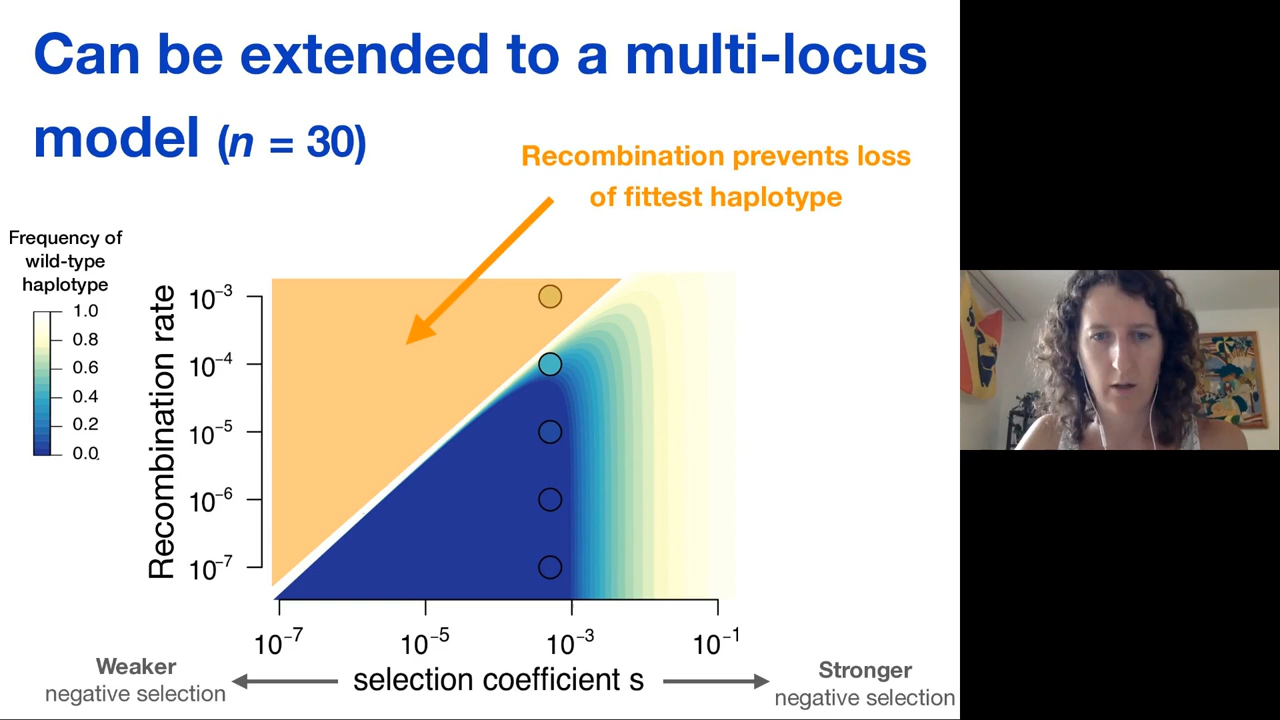 Can be extended to a multi-locus
model (n = 30)
Recombination prevents loss
of fittest haplotype
Frequency of
wild-type
haplotype
1.0
0.8
0.6
0.4
0.2
0.0
Recombination rate
10⁻³
10⁻⁴
10⁻⁵
10⁻⁶
10⁻⁷
10⁻⁷ 10⁻⁵ 10⁻³ 10⁻¹
Weaker
negative selection
selection coefficient s
Stronger
negative selection